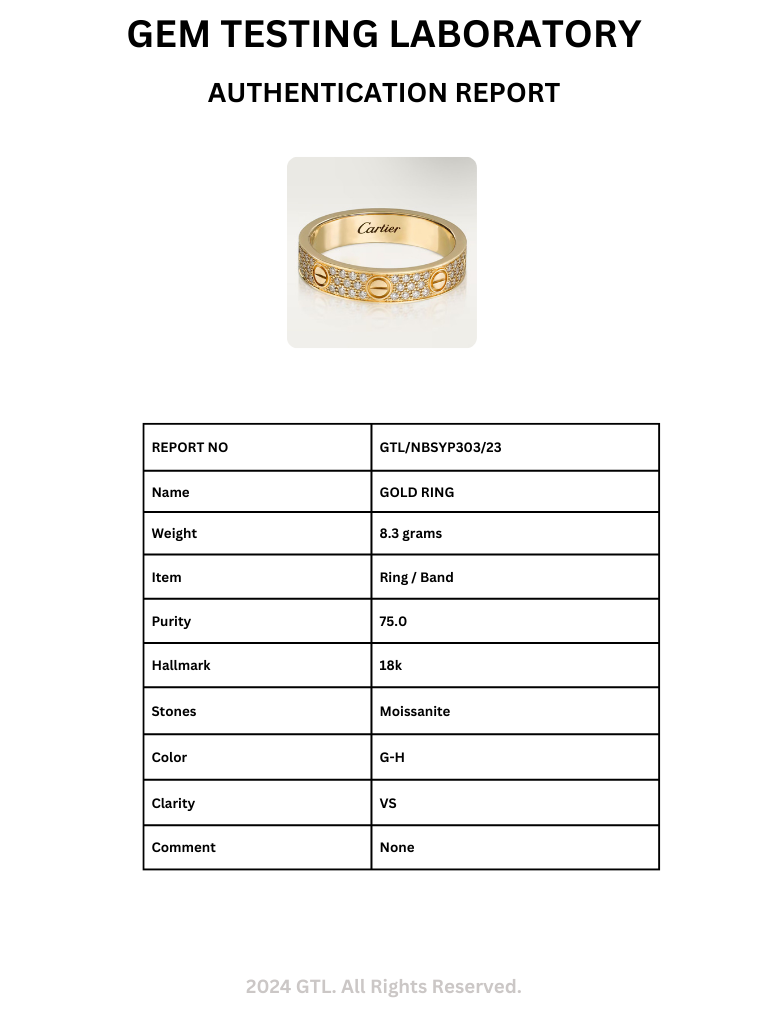 GEM TESTING LABORATORY
AUTHENTICATION REPORT
Cartier
REPORT NO GTL/NBSYP303/23
Name GOLD RING
Weight 8.3 grams
Item Ring / Band
Purity 75.0
Hallmark 18k
Stones Moissanite
Color G-H
Clarity VS
Comment None
2024 GTL. All Rights Reserved.